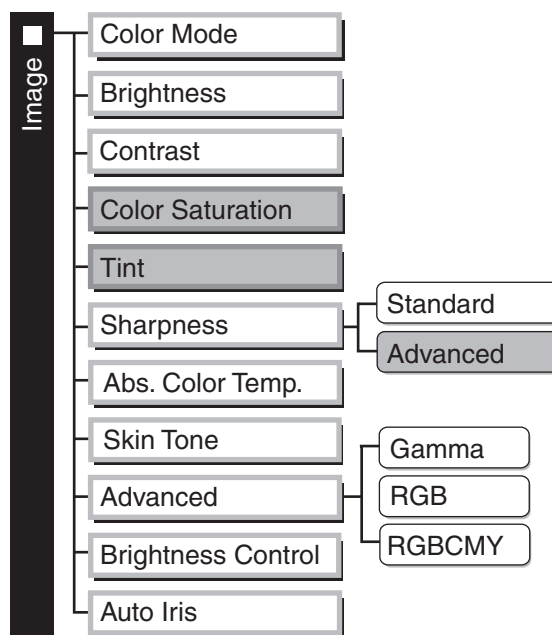 Image
Color Mode
Brightness
Contrast
Color Saturation
Tint
Sharpness
Standard
Advanced
Abs. Color Temp.
Skin Tone
Advanced
Gamma
RGB
RGBCMY
Brightness Control
Auto Iris